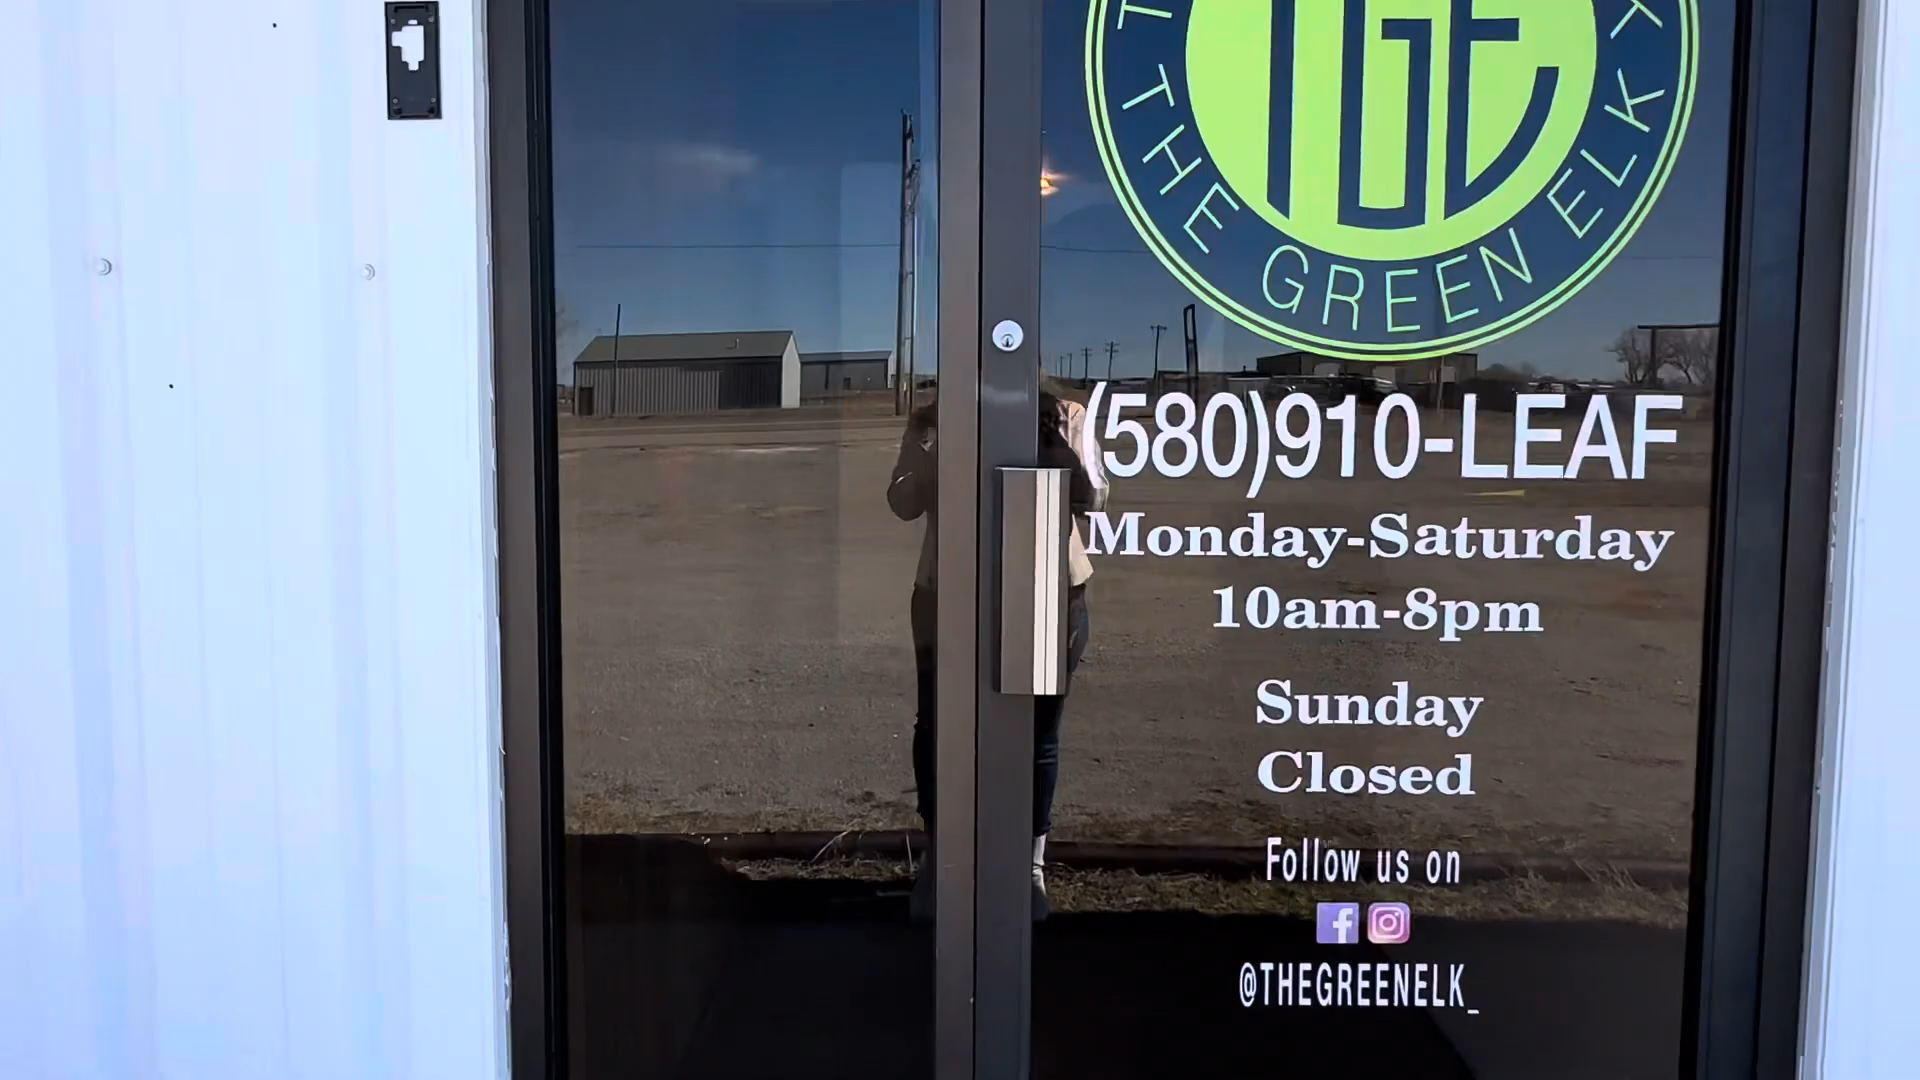 TGE
THE GREEN ELK
(580)910-LEAF
Monday-Saturday
10am-8pm
Sunday
Closed
Follow us on
@THEGREENELK_